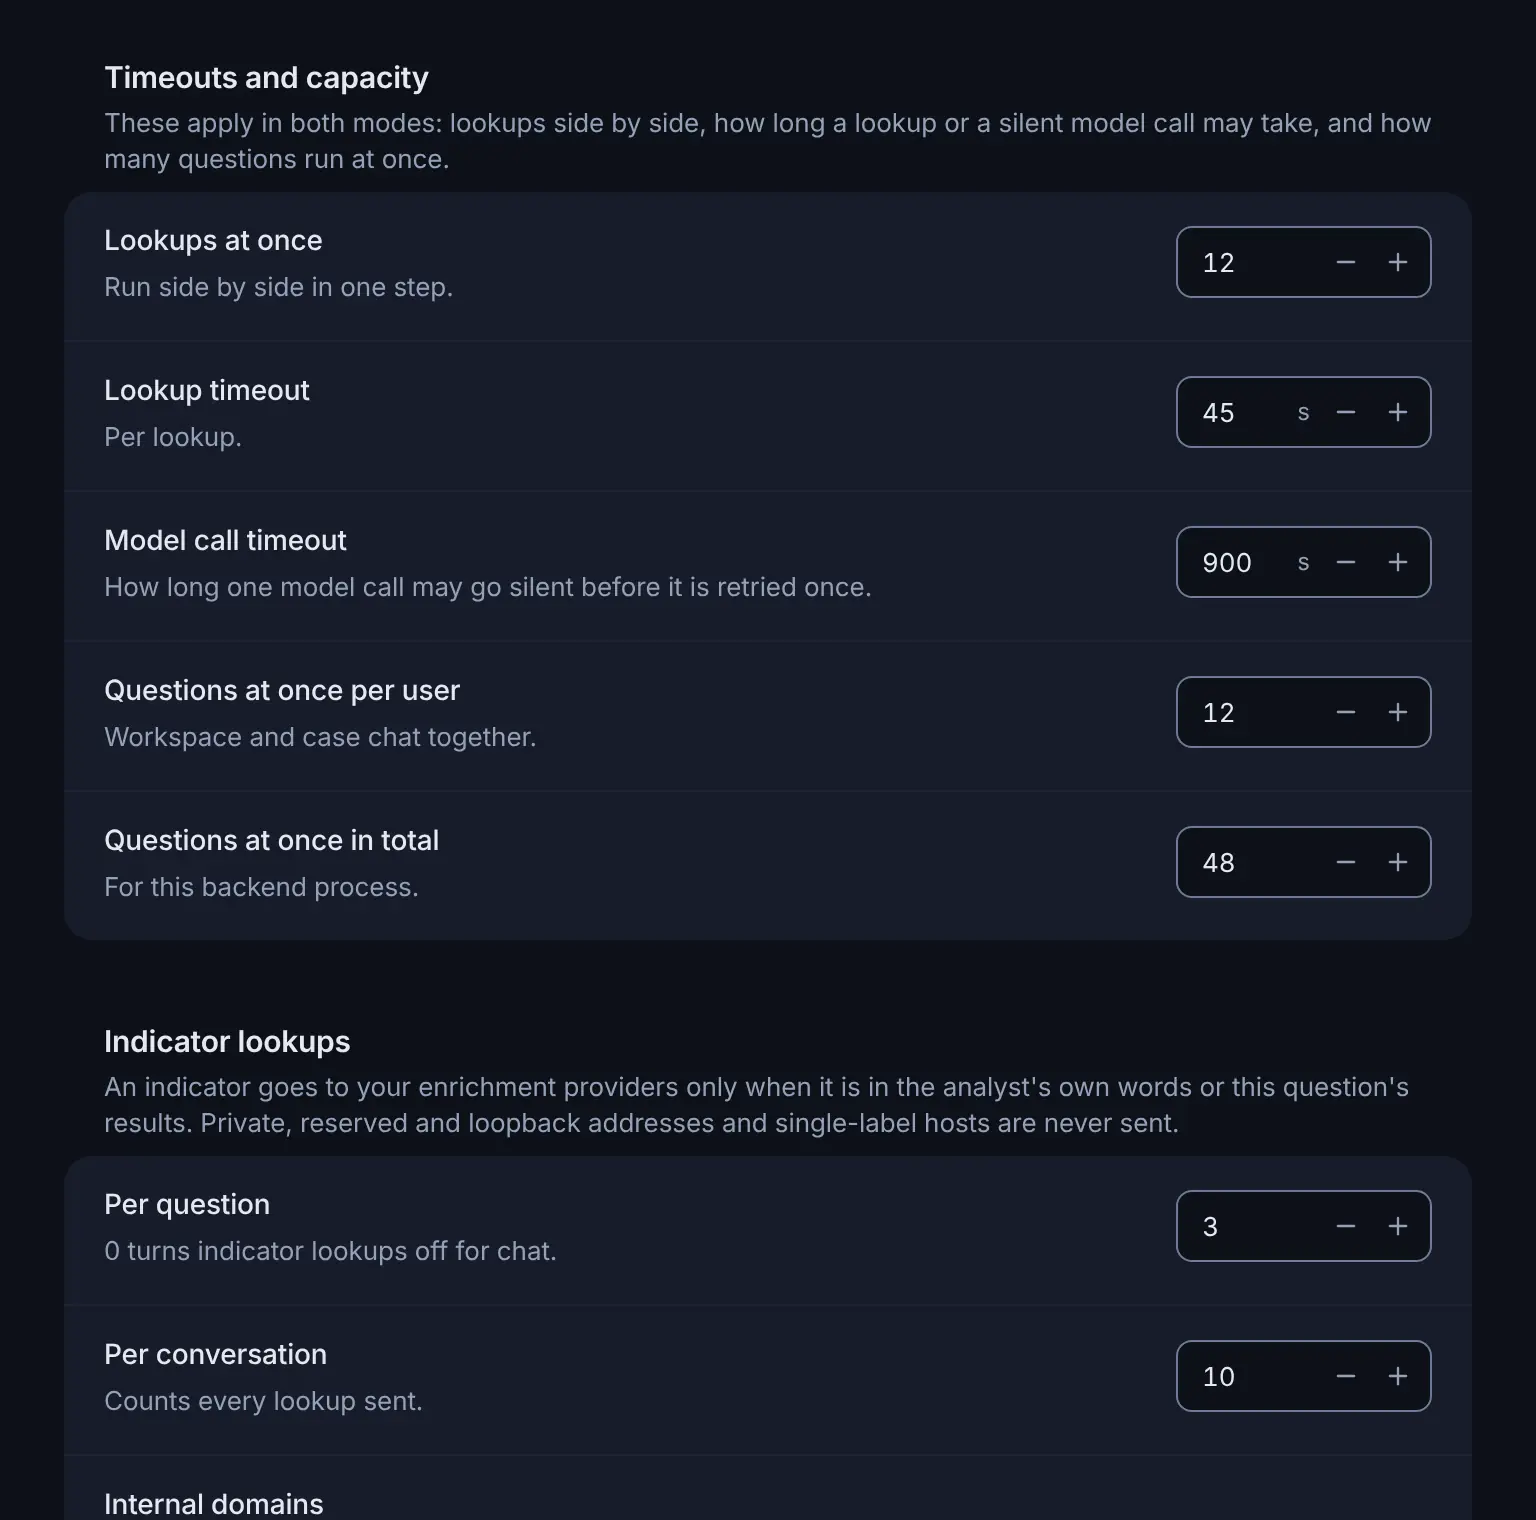 Timeouts and capacity
These apply in both modes: lookups side by side, how long a lookup or a silent model call may take, and how
many questions run at once.
Lookups at once
12
Run side by side in one step.
Lookup timeout
45 s
Per lookup.
Model call timeout
900 s
How long one model call may go silent before it is retried once.
Questions at once per user
12
Workspace and case chat together.
Questions at once in total
48
For this backend process.
Indicator lookups
An indicator goes to your enrichment providers only when it is in the analyst's own words or this question's
results. Private, reserved and loopback addresses and single-label hosts are never sent.
Per question
3
0 turns indicator lookups off for chat.
Per conversation
10
Counts every lookup sent.
Internal domains